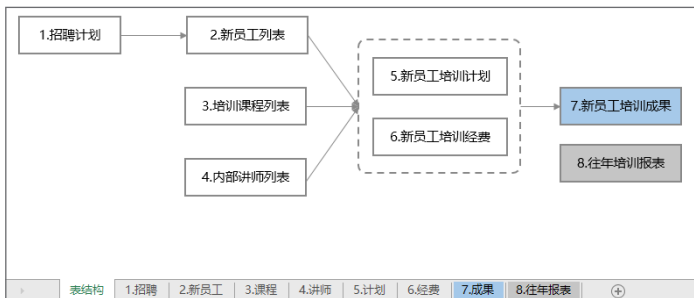 1.招聘计划
2.新员工列表
5.新员工培训计划
3.培训课程列表
7.新员工培训成果
6.新员工培训经费
8.往年培训报表
4.内部讲师列表
表结构 1.招聘 2.新员工 3.课程 4.讲师 5.计划 6.经费 7.成果 8.往年报表